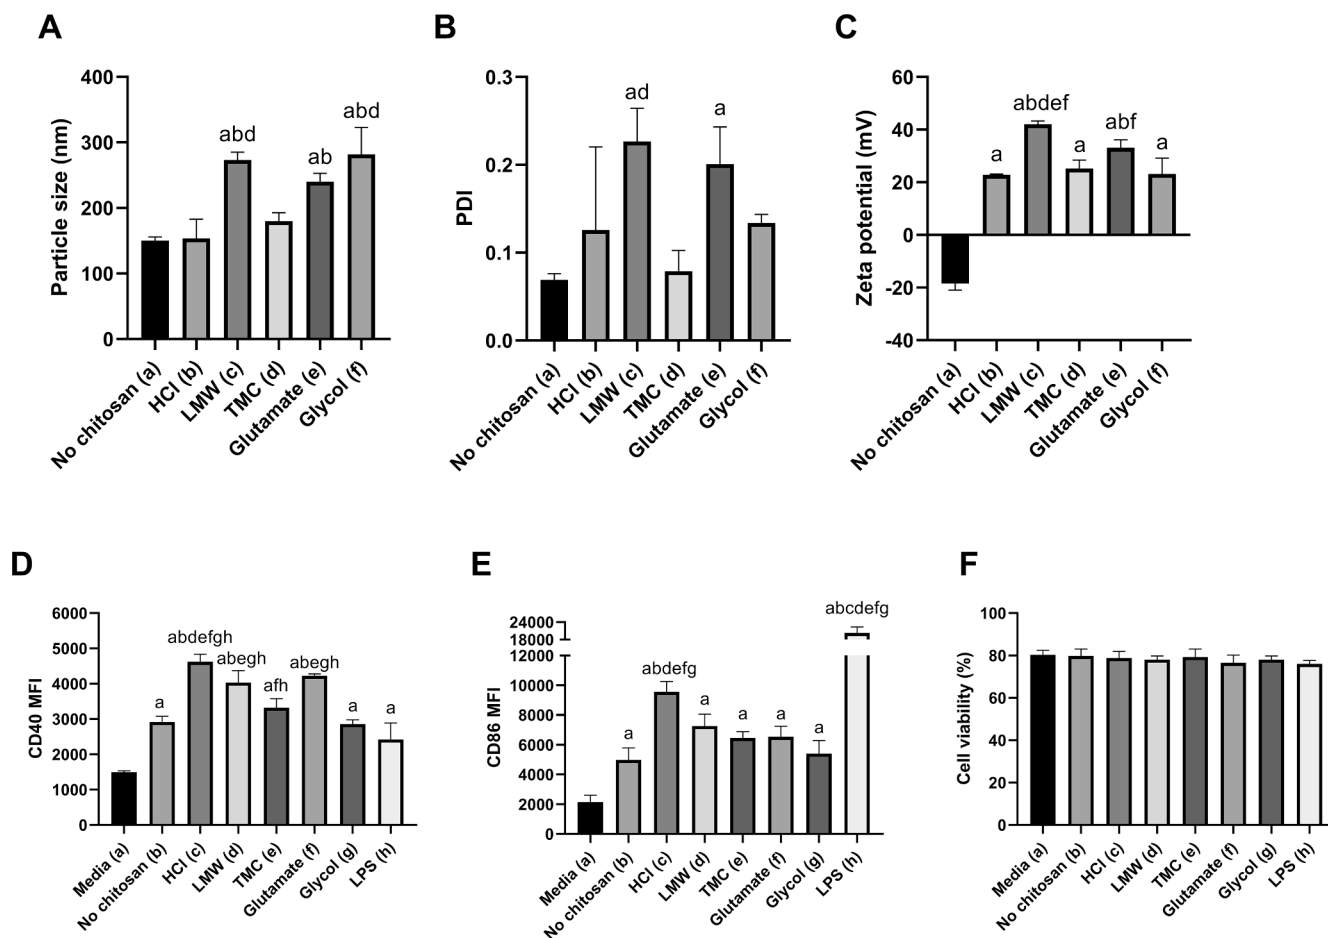 A
Particle size (nm)
400
300
200
100
0
abd
ab
abd
No chitosan (a)
HCl (b)
LMW (c)
TMC (d)
Glutamate (e)
Glycol (f)
B
PDI
0.3
0.2
0.1
0.0
ad
a
No chitosan (a)
HCl (b)
LMW (c)
TMC (d)
Glutamate (e)
Glycol (f)
C
Zeta potential (mV)
60
40
20
0
-20
-40
a
abdef
a
abf
a
No chitosan (a)
HCl (b)
LMW (c)
TMC (d)
Glutamate (e)
Glycol (f)
D
CD40 MFI
6000
5000
4000
3000
2000
1000
0
a
abdefgh
abegh
afh
abegh
a
a
Media (a)
No chitosan (b)
HCl (c)
LMW (d)
TMC (e)
Glutamate (f)
Glycol (g)
LPS (h)
E
CD86 MFI
24000
18000
12000
10000
8000
6000
4000
2000
0
a
abdefg
a
a
a
a
abcdefg
Media (a)
No chitosan (b)
HCl (c)
LMW (d)
TMC (e)
Glutamate (f)
Glycol (g)
LPS (h)
F
Cell viability (%)
100
80
60
40
20
0
Media (a)
No chitosan (b)
HCl (c)
LMW (d)
TMC (e)
Glutamate (f)
Glycol (g)
LPS (h)